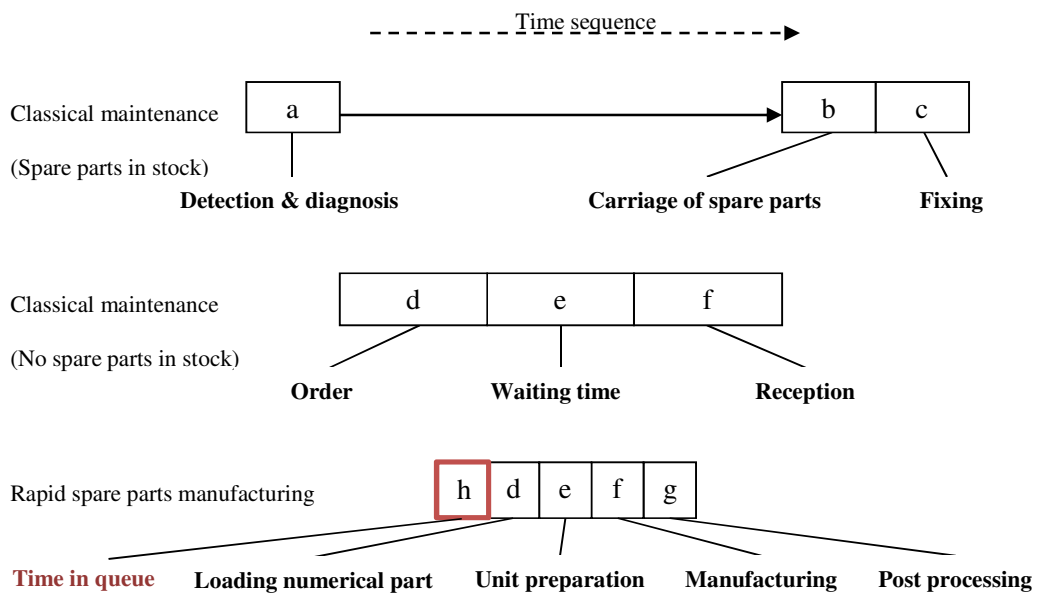 Time sequence
Classical maintenance
a
b
c
(Spare parts in stock)
Detection & diagnosis
Carriage of spare parts
Fixing
Classical maintenance
d
e
f
(No spare parts in stock)
Order
Waiting time
Reception
Rapid spare parts manufacturing
h
d
e
f
g
Time in queue
Loading numerical part
Unit preparation
Manufacturing
Post processing